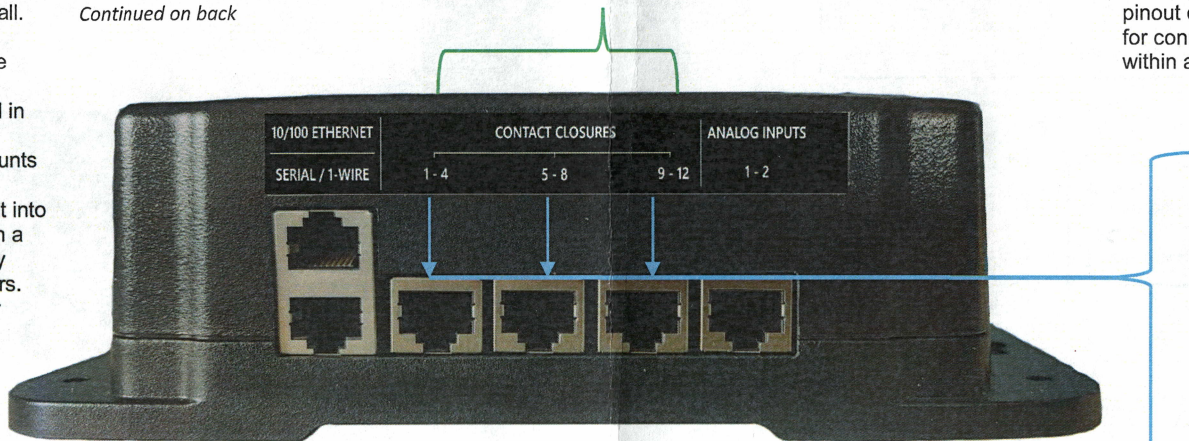 all.
e
l in
unts
t into
n a
y
rs.
Continued on back
pinout
for con
within a
10/100 ETHERNET
SERIAL / 1-WIRE
CONTACT CLOSURES
1 - 4
5 - 8
9 - 12
ANALOG INPUTS
1 - 2